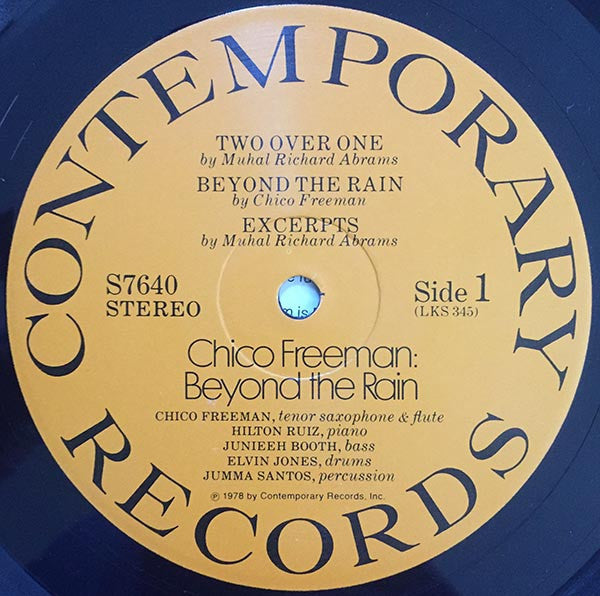 CONTEMPORARY
TWO OVER ONE
by Muhal Richard Abrams
BEYOND THE RAIN
by Chico Freeman
EXCERPTS
by Muhal Richard Abrams
S7640
STEREO
Side 1
(LKS 345)
Chico Freeman:
Beyond the Rain
CHICO FREEMAN, tenor saxophone & flute
HILTON RUIZ, piano
JUNIEEH BOOTH, bass
ELVIN JONES, drums
JUMMA SANTOS, percussion
℗ 1978 by Contemporary Records, Inc.
RECORDS